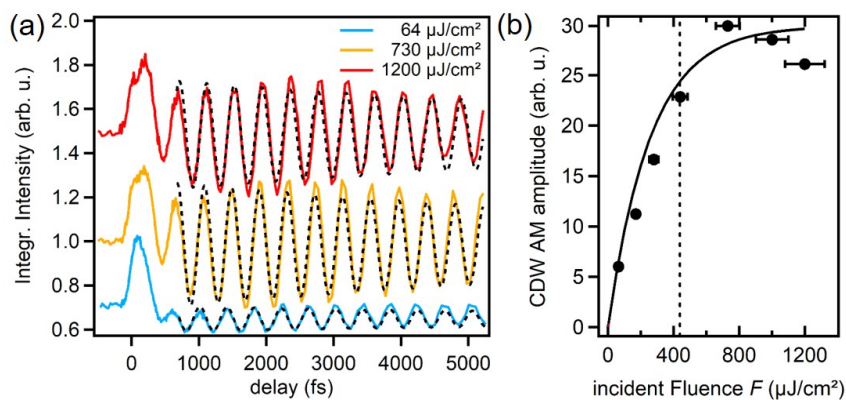 (a)
64 μJ/cm²
730 μJ/cm²
1200 μJ/cm²
Integr. Intensity (arb. u.)
2.0
1.8
1.6
1.4
1.2
1.0
0.8
0.6
0
1000
2000
3000
4000
5000
delay (fs)
(b)
CDW AM amplitude (arb. u.)
30
25
20
15
10
5
0
0
400
800
1200
incident Fluence F (μJ/cm²)